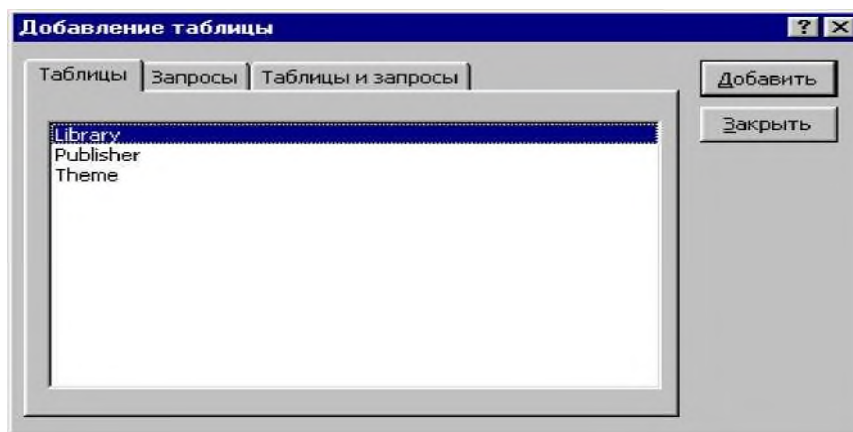 Добавление таблицы
Таблицы Запросы Таблицы и запросы
Добавить
Закрыть
Library
Publisher
Theme